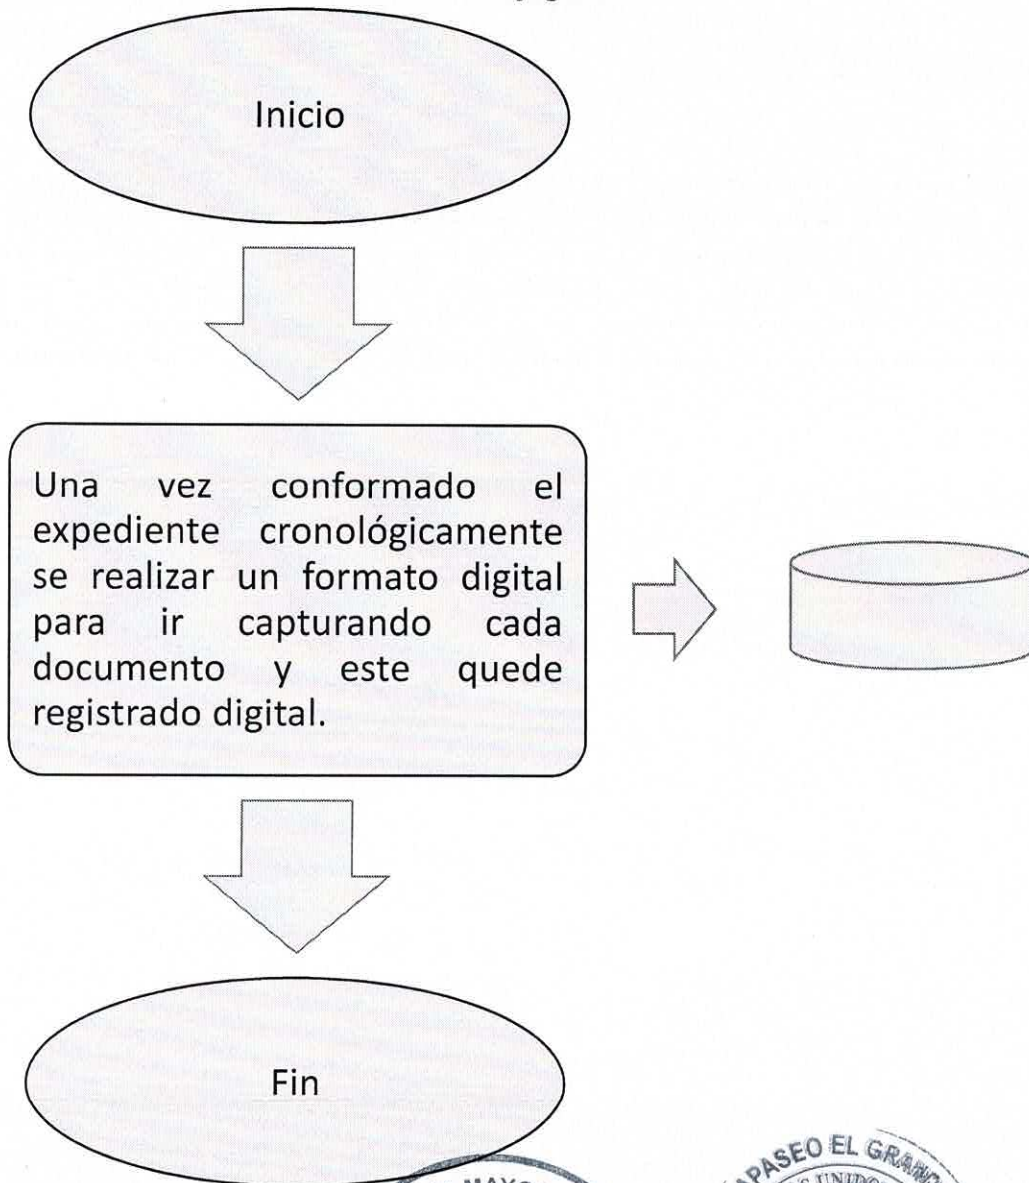 Inicio
Una vez conformado el
expediente cronológicamente
se realizar un formato digital
para ir capturando cada
documento y este quede
registrado digital.
Fin
APASEO EL GRAN